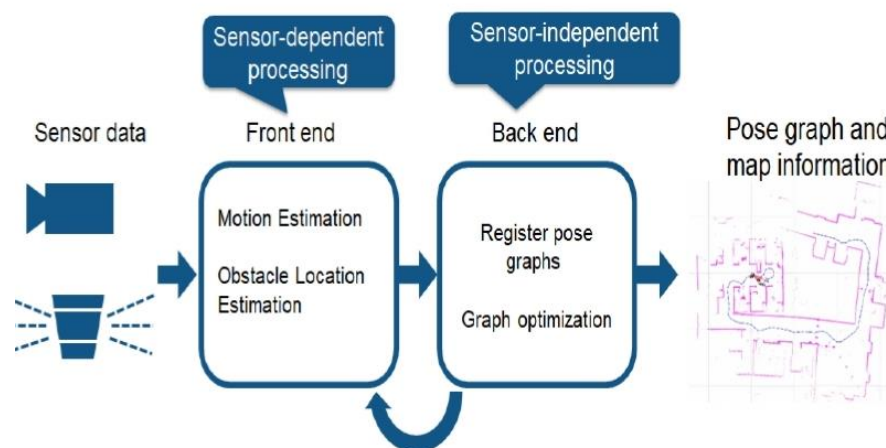 Sensor-dependent
processing
Sensor-independent
processing
Sensor data
Front end
Back end
Pose graph and
map information
Motion Estimation
Obstacle Location
Estimation
Register pose
graphs
Graph optimization